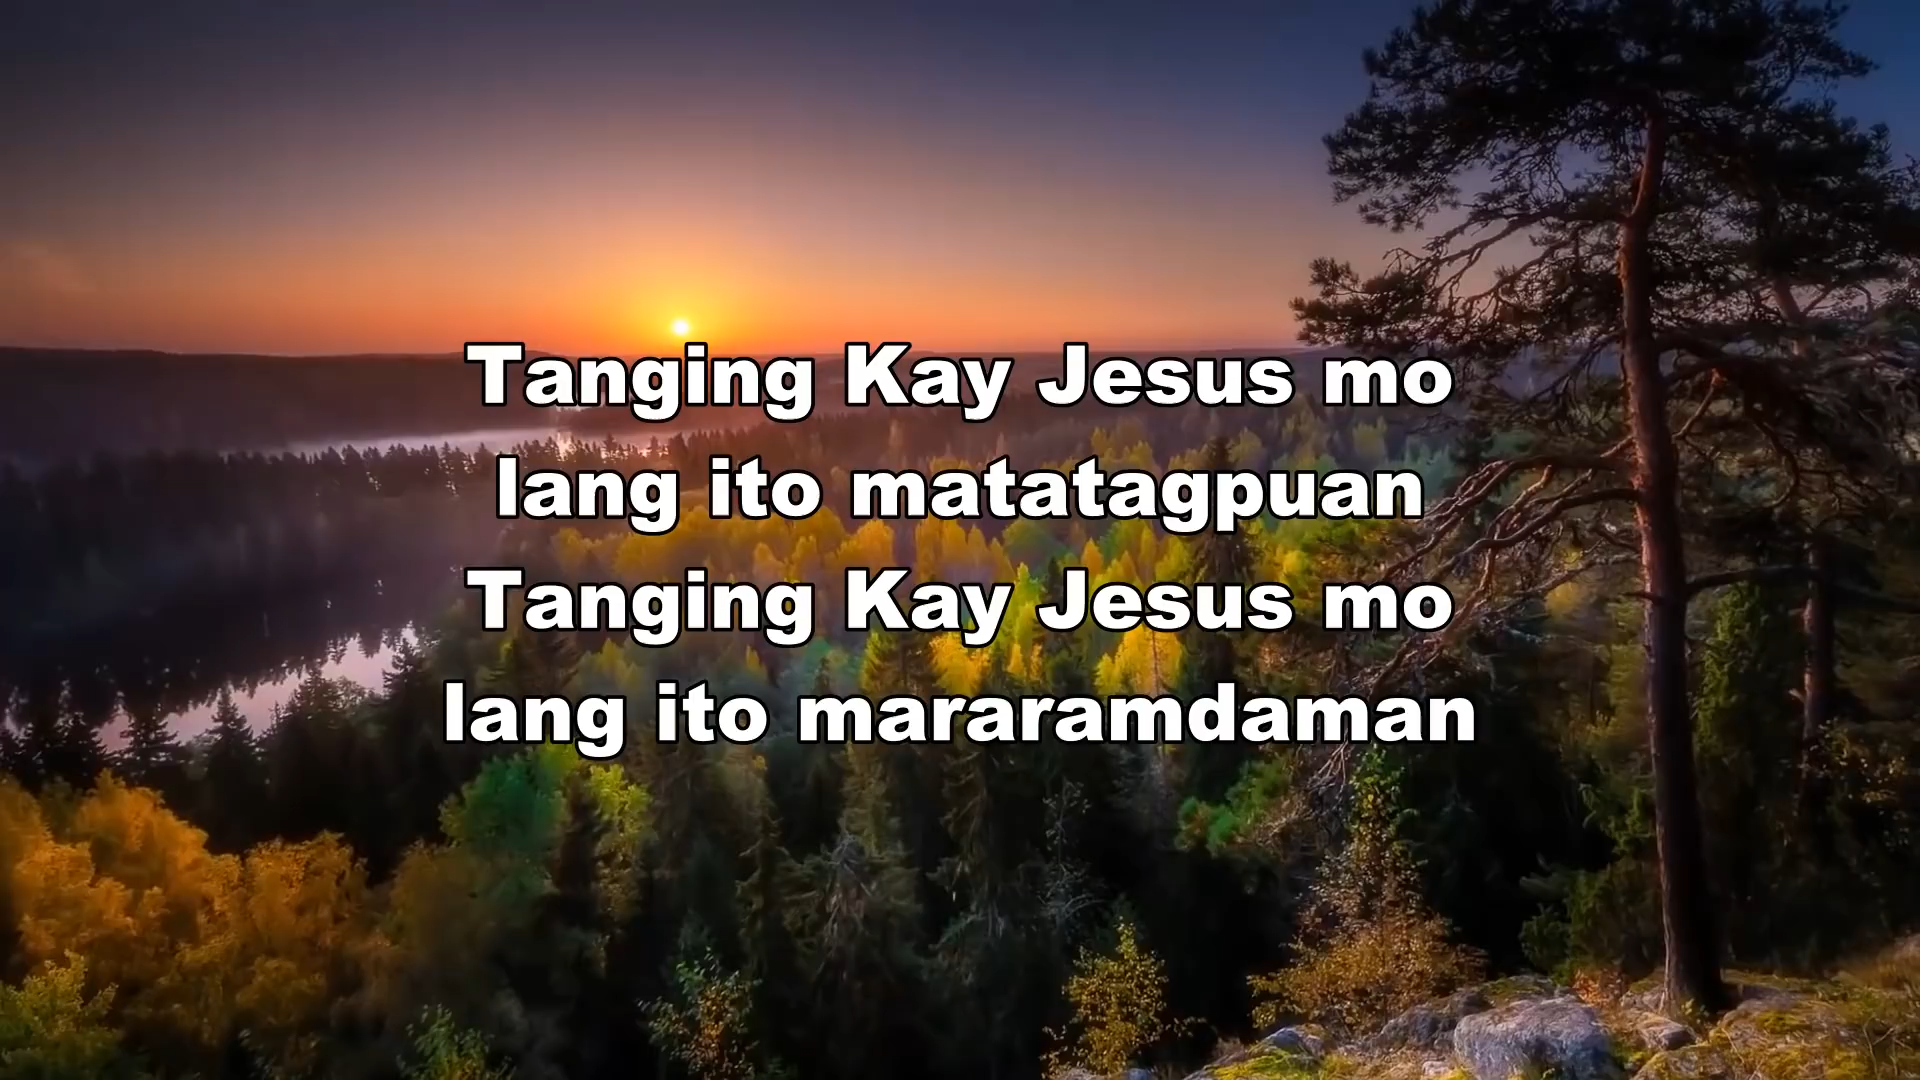 Tanging Kay Jesus mo
lang ito matatagpuan
Tanging Kay Jesus mo
lang ito mararamdaman